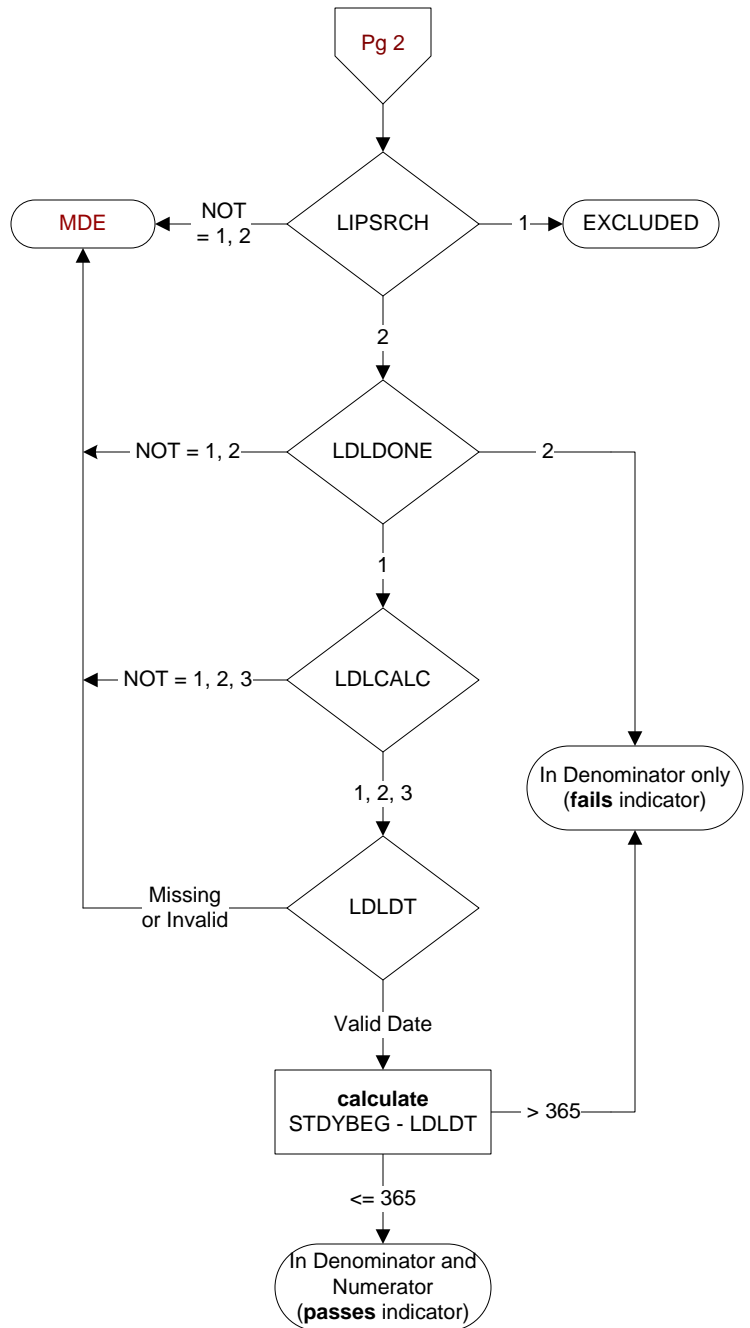 Pg 2
MDE
NOT
= 1, 2
LIPSRCH
1
EXCLUDED
2
NOT = 1, 2
LDLDONE
2
1
NOT = 1, 2, 3
LDLCALC
1, 2, 3
In Denominator only
(fails indicator)
Missing
or Invalid
LDLDT
Valid Date
calculate
STDYBEG - LDLDT
> 365
<= 365
In Denominator and
Numerator
(passes indicator)